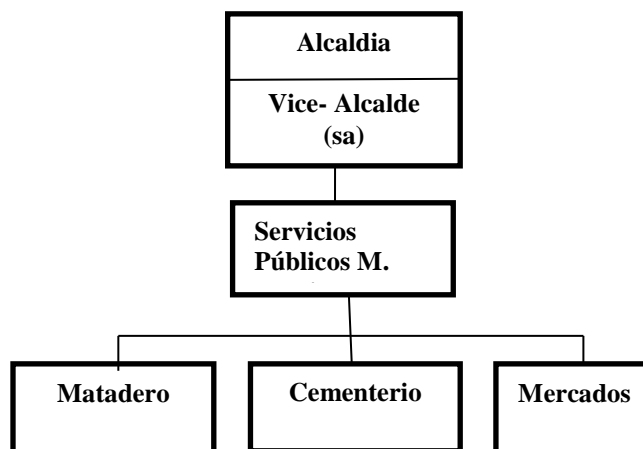 Alcaldia
Vice- Alcalde
(sa)
Servicios
Públicos M.
Matadero
Cementerio
Mercados